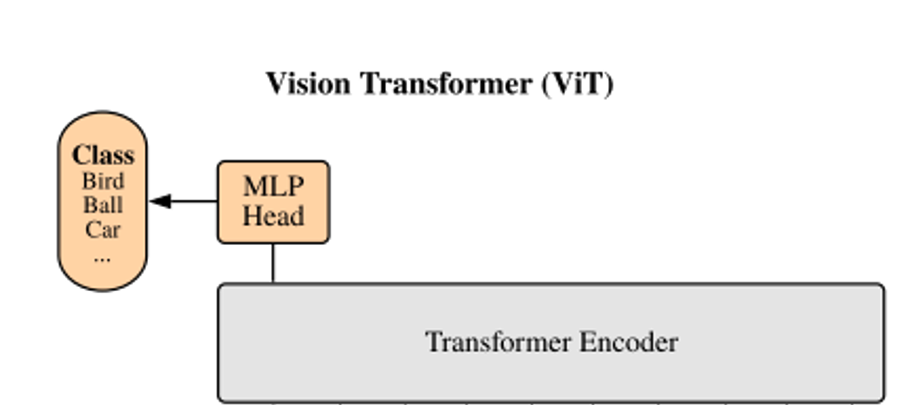 Vision Transformer (ViT)
Class
Bird
Ball
Car
...
MLP
Head
Transformer Encoder